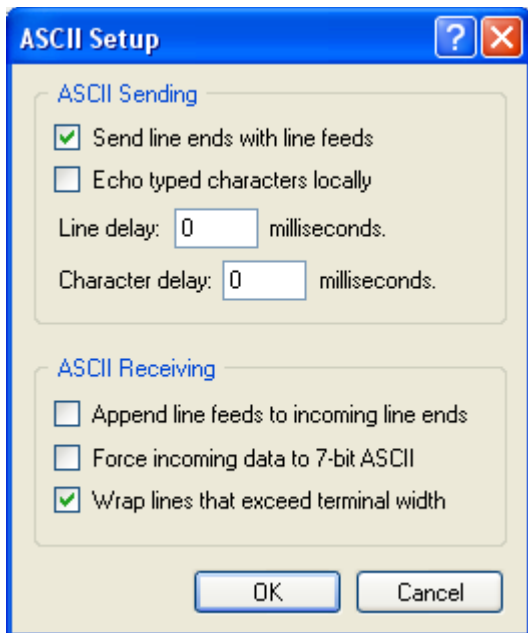 ASCII Setup
ASCII Sending
Send line ends with line feeds
Echo typed characters locally
Line delay: 0 milliseconds.
Character delay: 0 milliseconds.
ASCII Receiving
Append line feeds to incoming line ends
Force incoming data to 7-bit ASCII
Wrap lines that exceed terminal width
OK Cancel